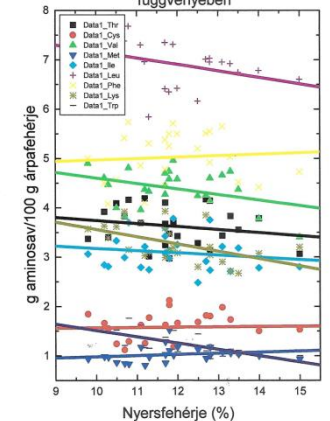 függvényében
8
7
6
5
4
3
2
1
Data1_Thr
Data1_Cys
Data1_Val
Data1_Met
Data1_Ile
Data1_Leu
Data1_Phe
Data1_Lys
Data1_Trp
g aminosav/100 g árpafehérje
9 10 11 12 13 14 15
Nyersfehérje (%)